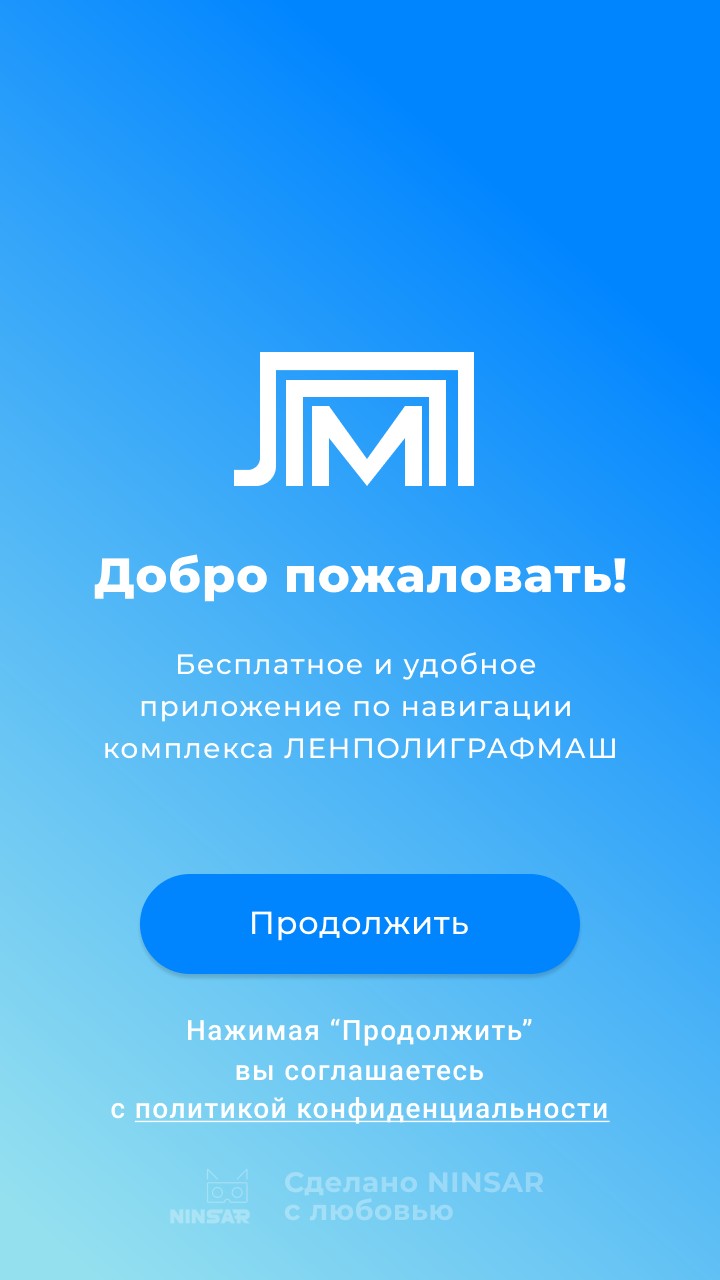 ЛМП
Добро пожаловать!
Бесплатное и удобное
приложение по навигации
комплекса ЛЕНПОЛИГРАФМАШ
Продолжить
Нажимая “Продолжить”
вы соглашаетесь
с политикой конфиденциальности
NINSAR
Сделано NINSAR
с любовью